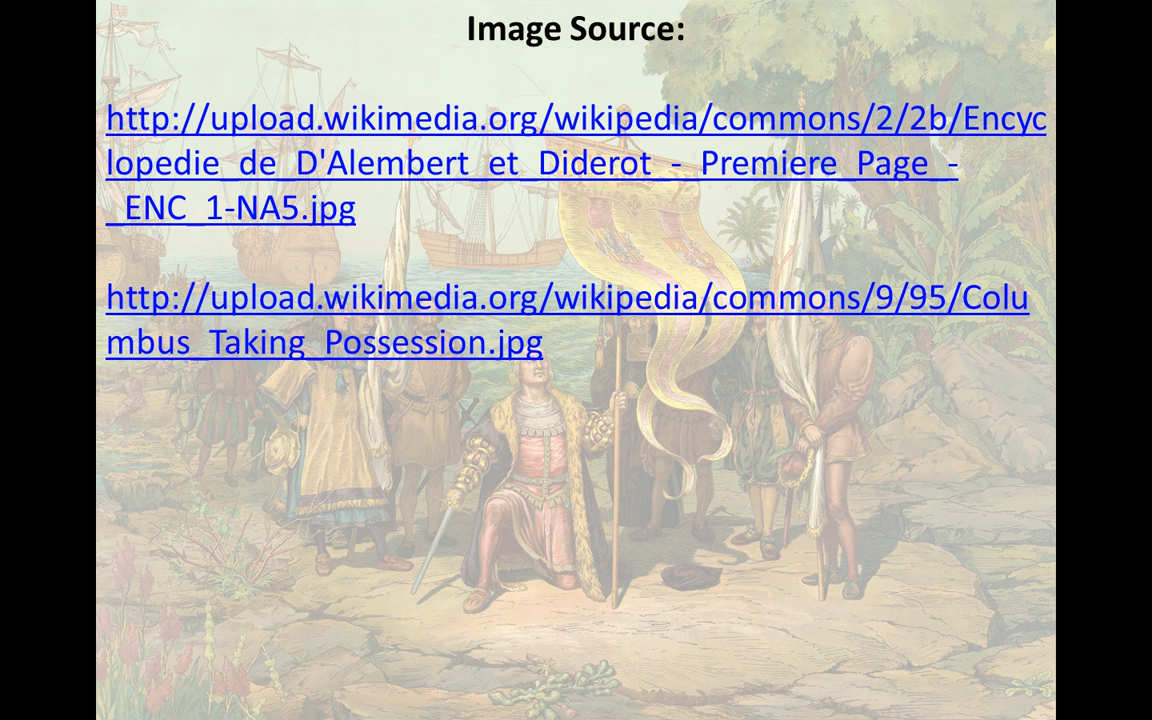 Image Source:
http://upload.wikimedia.org/wikipedia/commons/2/2b/Encyc
lopedie_de_D'Alembert_et_Diderot_-_Premiere_Page_-
_ENC_1-NA5.jpg
http://upload.wikimedia.org/wikipedia/commons/9/95/Colu
mbus_Taking_Possession.jpg